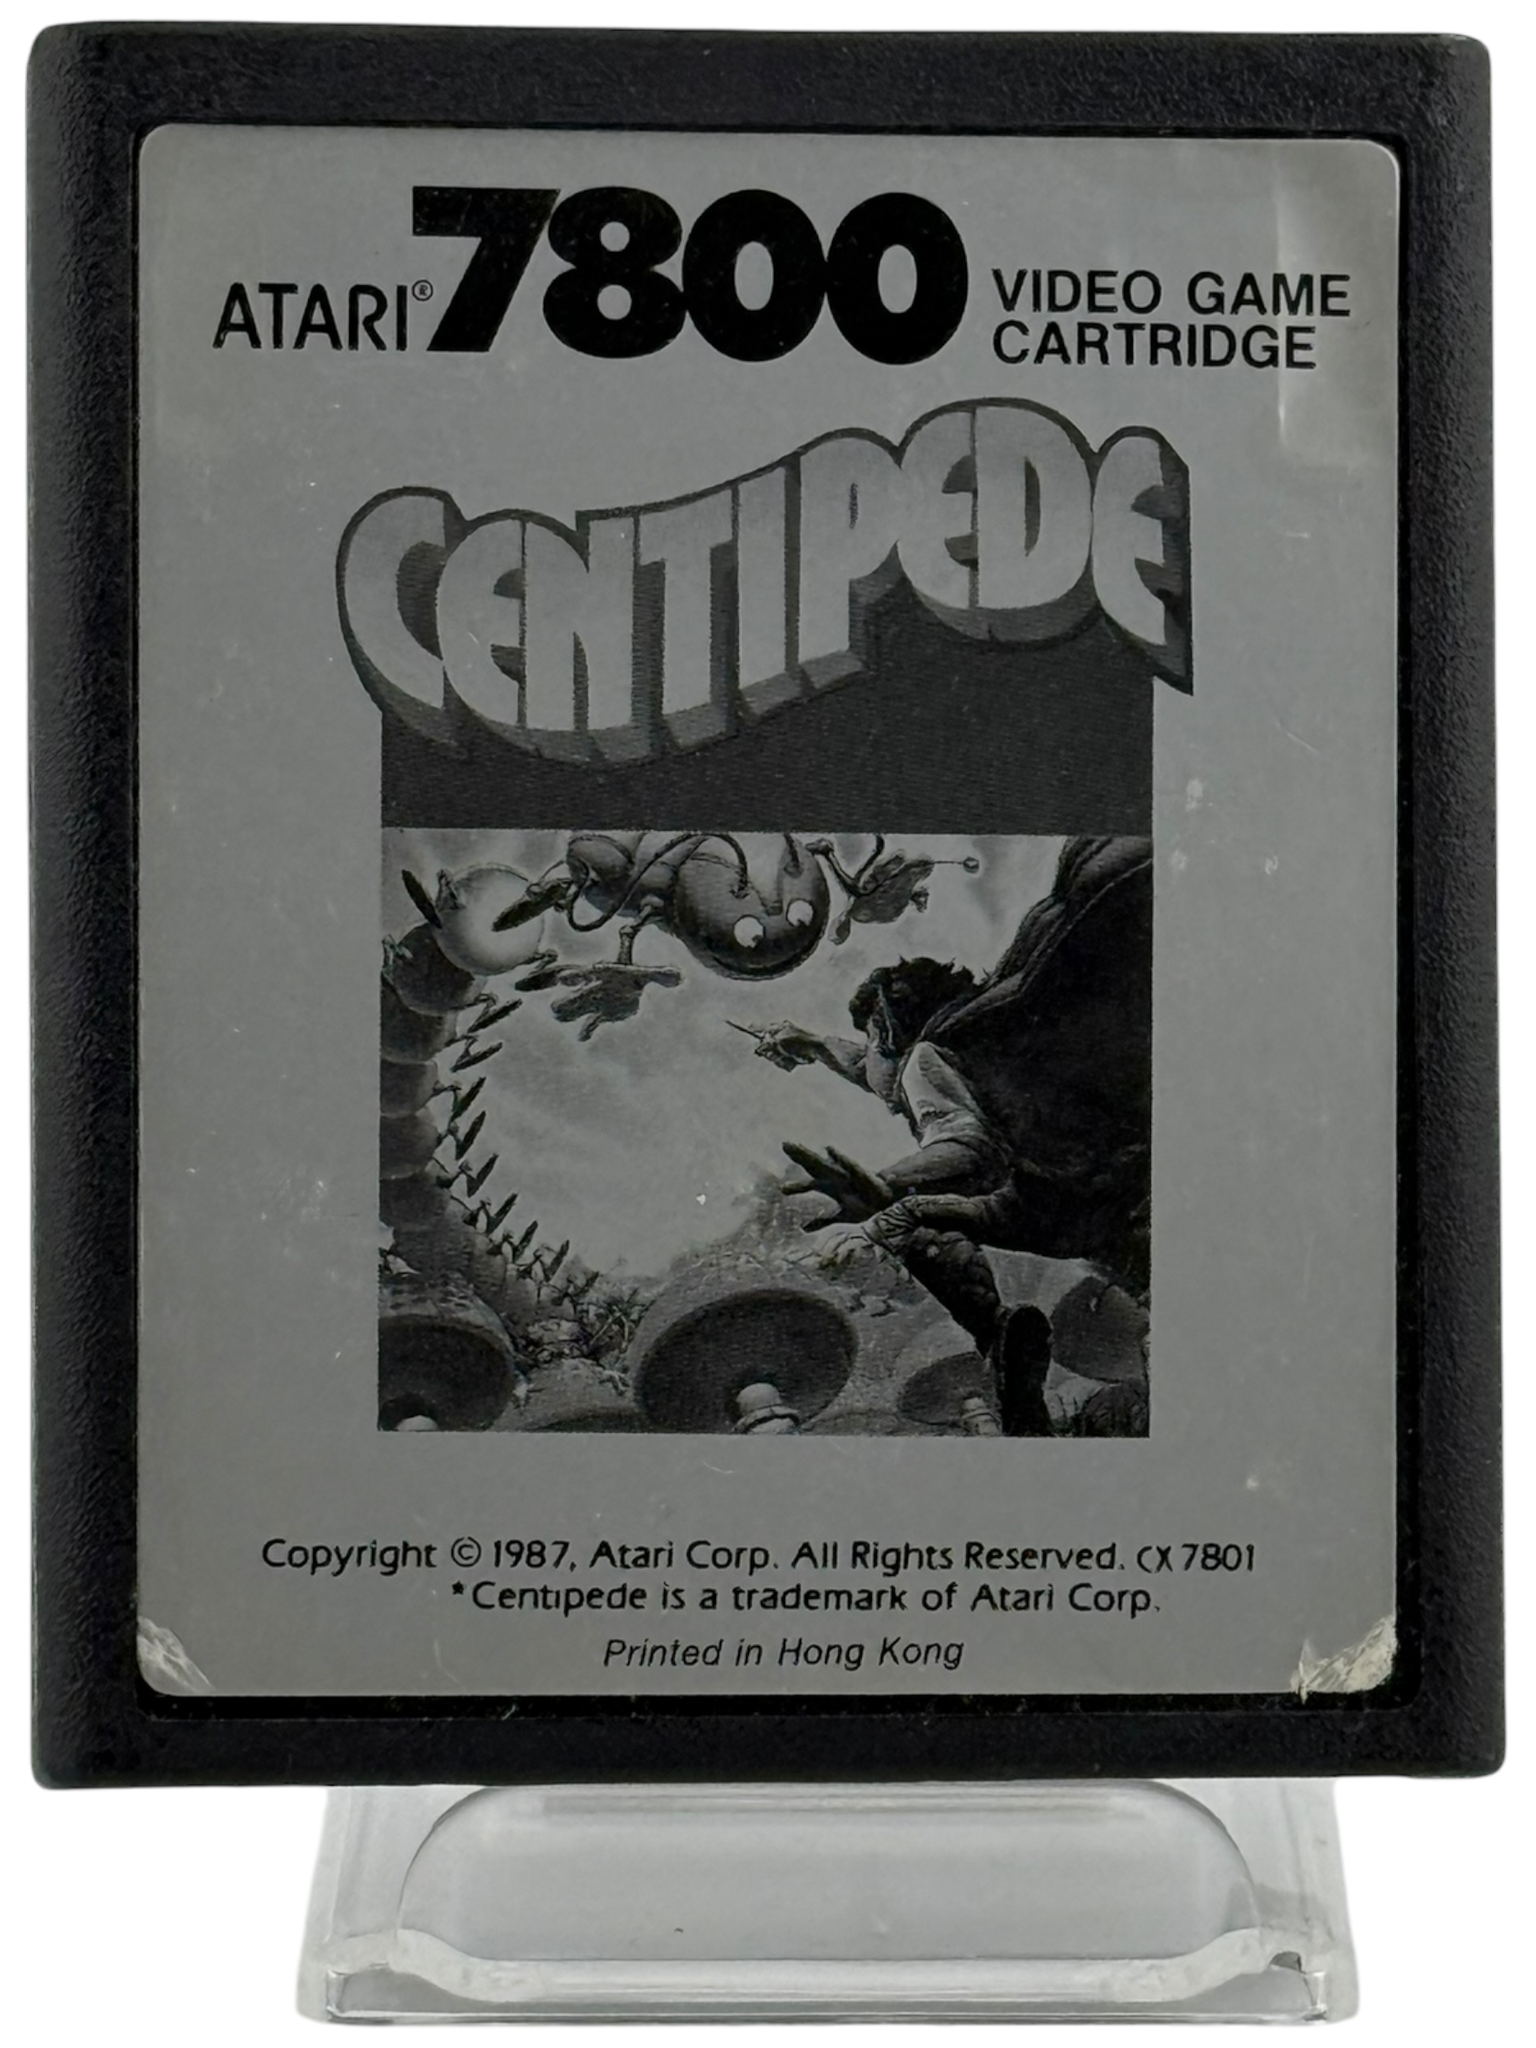 ATARI® 7800 VIDEO GAME
CARTRIDGE
CENTIPEDE
Copyright © 1987, Atari Corp. All Rights Reserved. CX7801
*Centipede is a trademark of Atari Corp.
Printed in Hong Kong